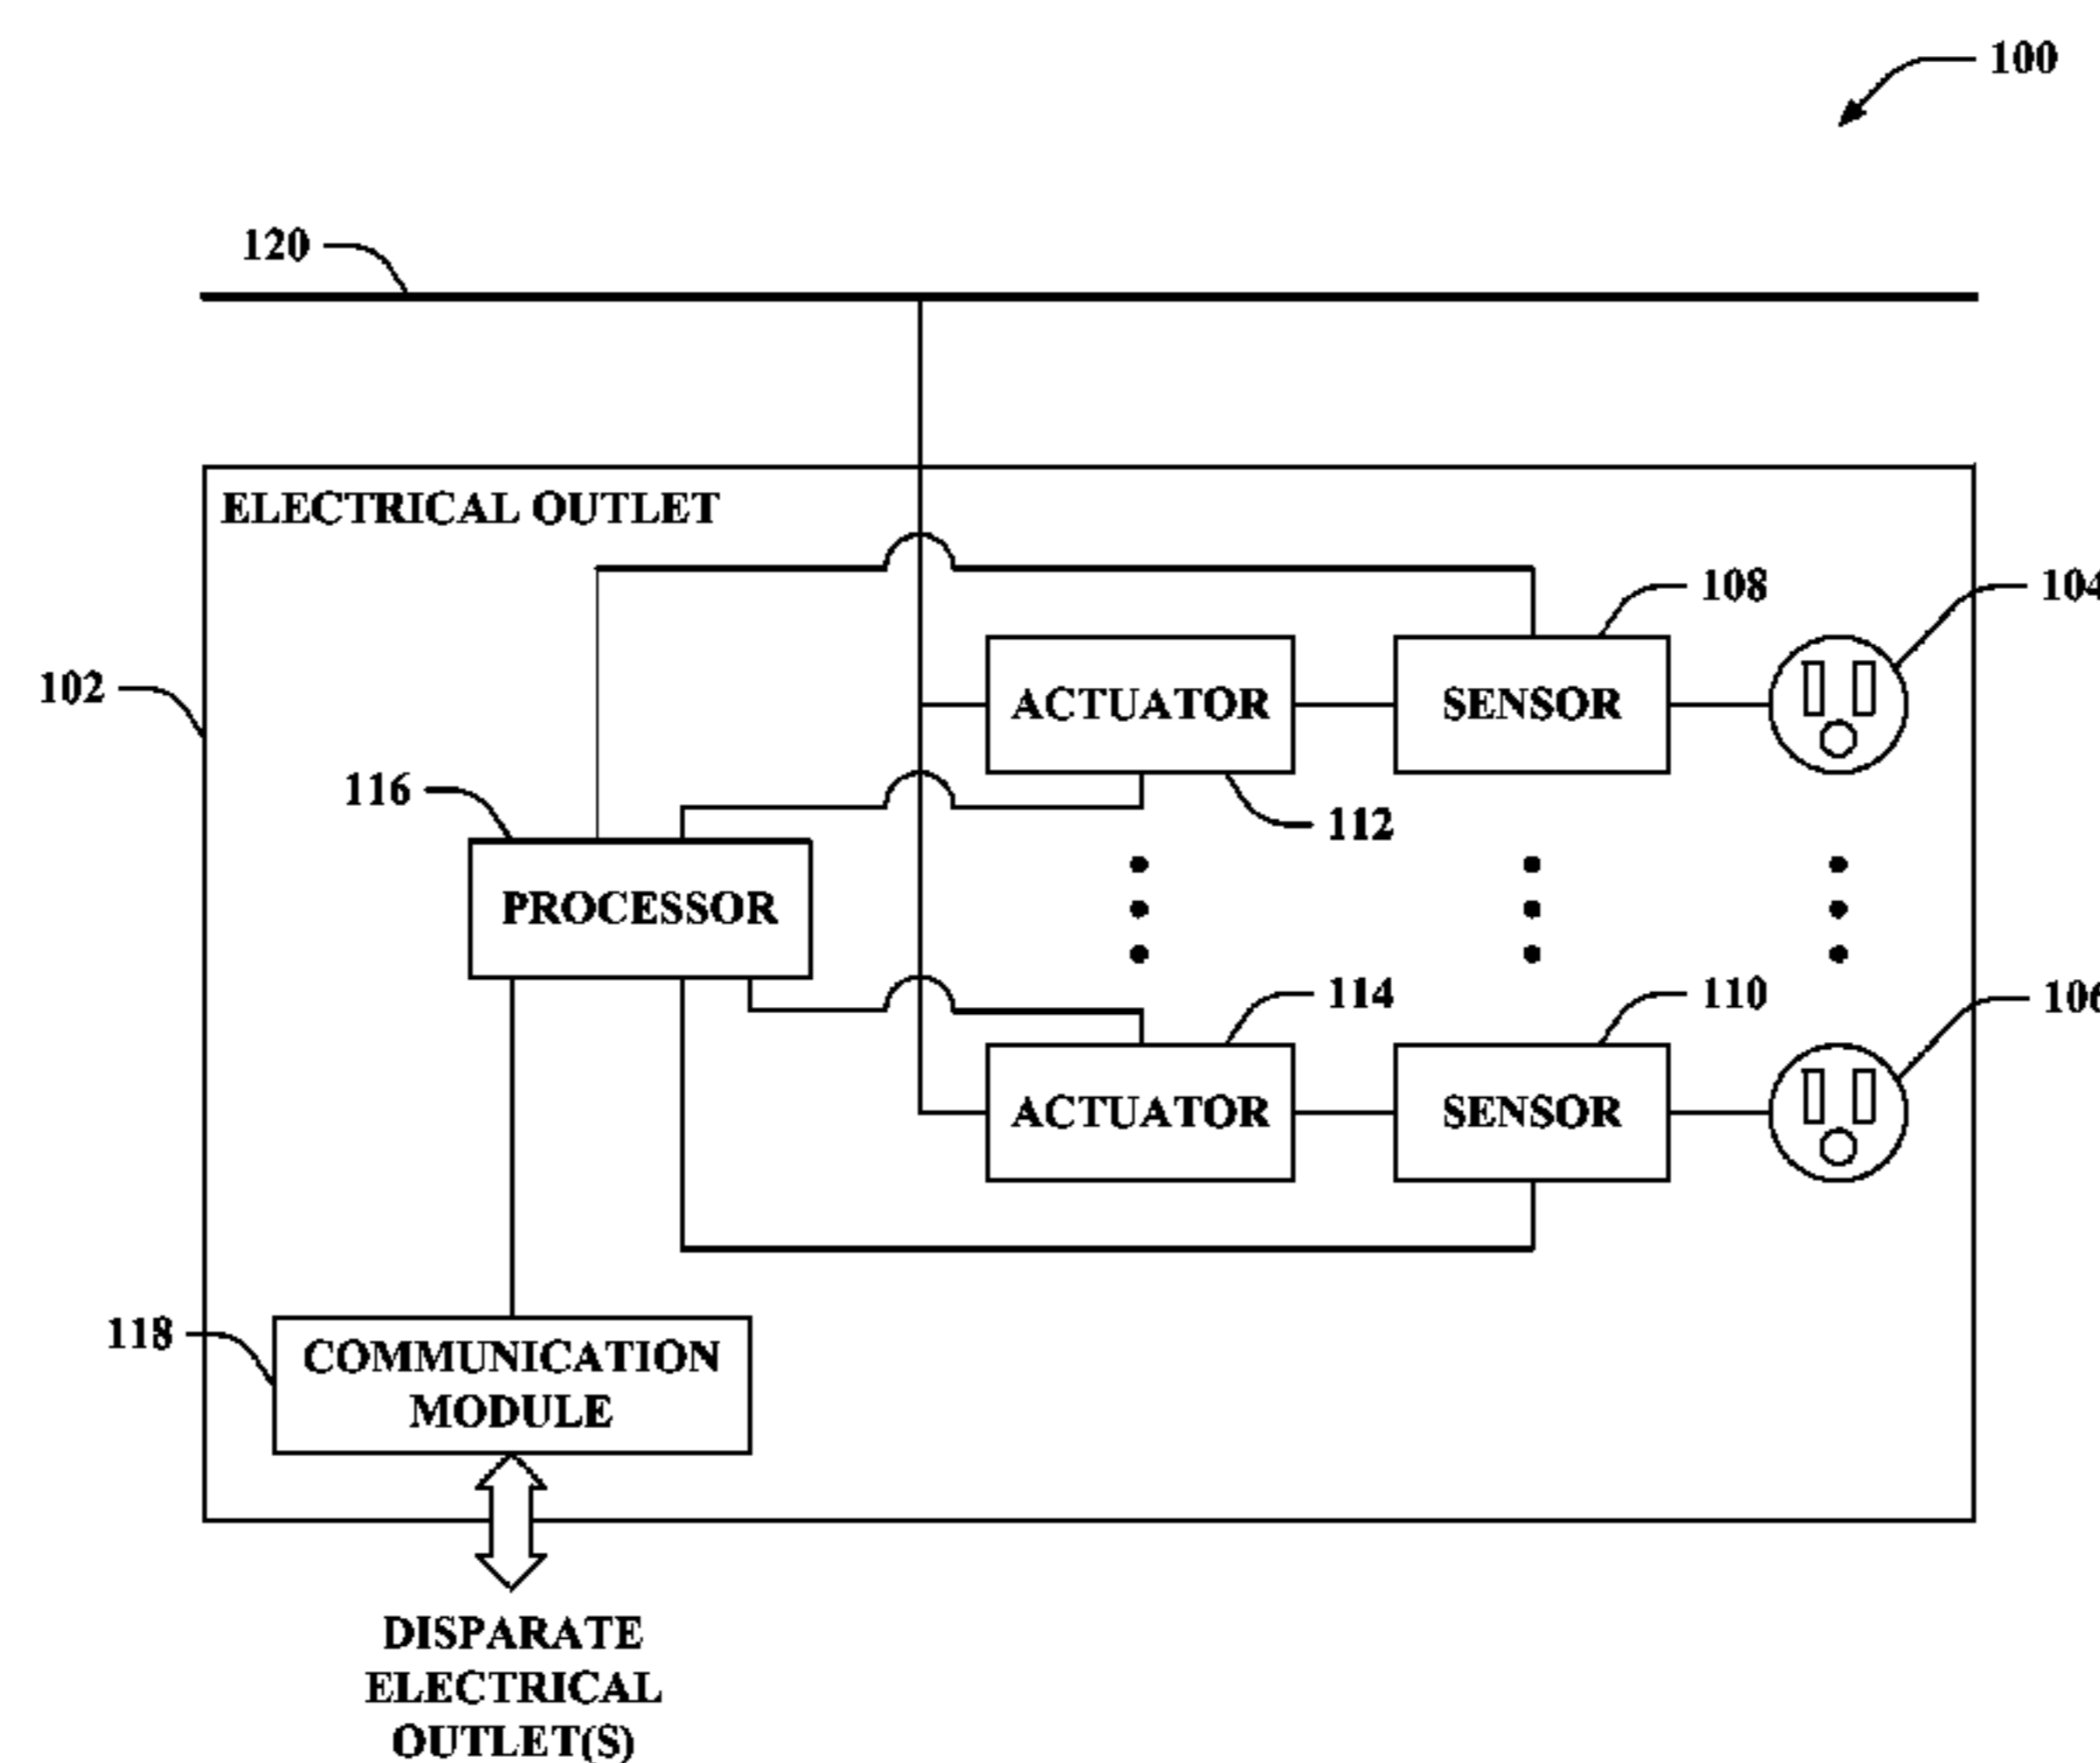 100
120
ELECTRICAL OUTLET
108
104
102
ACTUATOR
SENSOR
116
112
PROCESSOR
114
110
106
ACTUATOR
SENSOR
118
COMMUNICATION
MODULE
DISPARATE
ELECTRICAL
OUTLET(S)